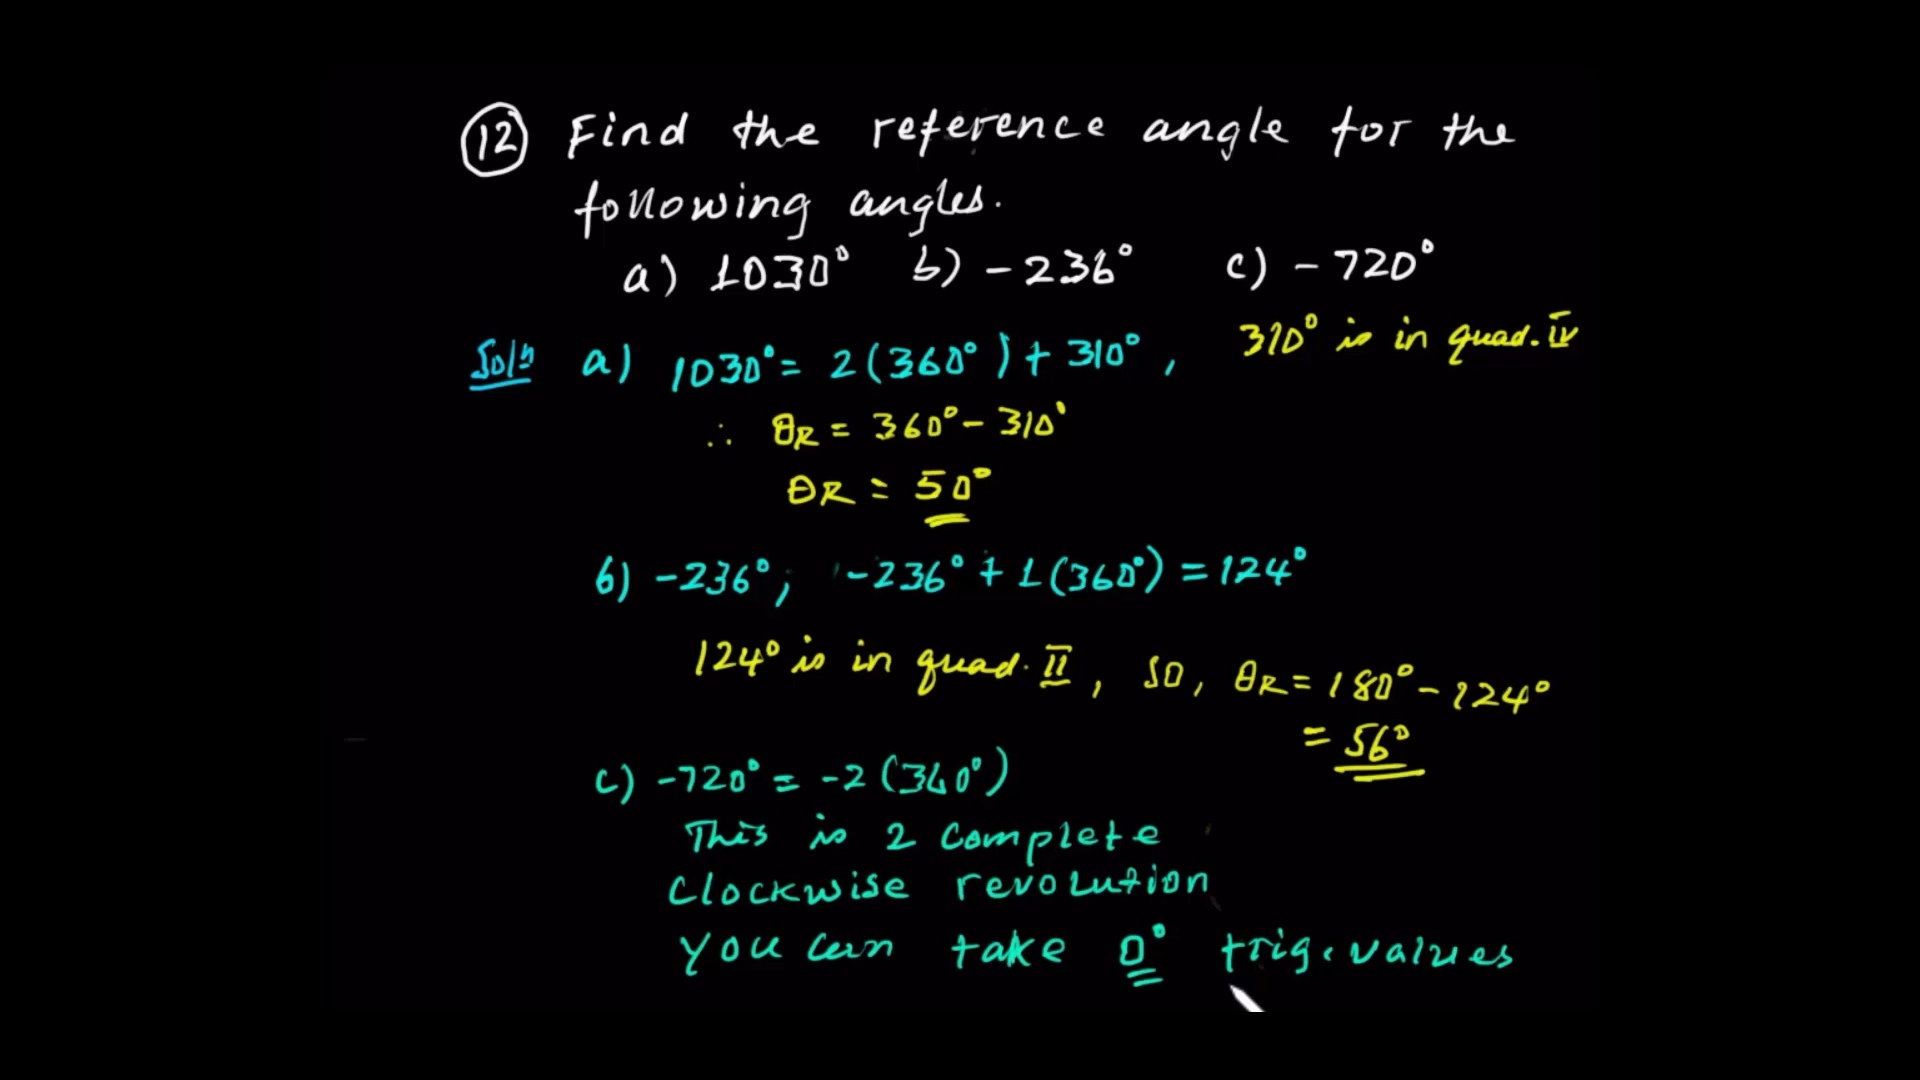 12 Find the reference angle for the
following angles.
a) 1030° b) -236° c) -720°
Soln a) 1030° = 2(360°) + 310°, 310° is in quad. IV
∴ θR = 360° - 310°
θR = 50°
b) -236°; -236° + 1(360°) = 124°
124° is in quad. II, so, θR = 180° - 124°
= 56°
c) -720° = -2(360°)
This is 2 complete
clockwise revolution
You can take 0° trig. values